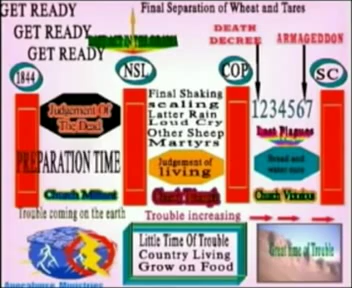 GET READY
GET READY
GET READY
Final Separation of Wheat and Tares
DEATH
DECREE
ARMAGEDDON
1844
NSL
COP
SC
Judgement Of
The Dead
PREPARATION TIME
Church Militant
Final Shaking
scaling
Latter Rain
Loud Cry
Other Sheep
Martyrs
Judgement of
living
Church Triumph
1234567
Last Plagues
Bread and
water sure
Church Victorious
Trouble coming on the earth
Trouble increasing
Little Time Of Trouble
Country Living
Grow on Food
Great time of Trouble
Ministries